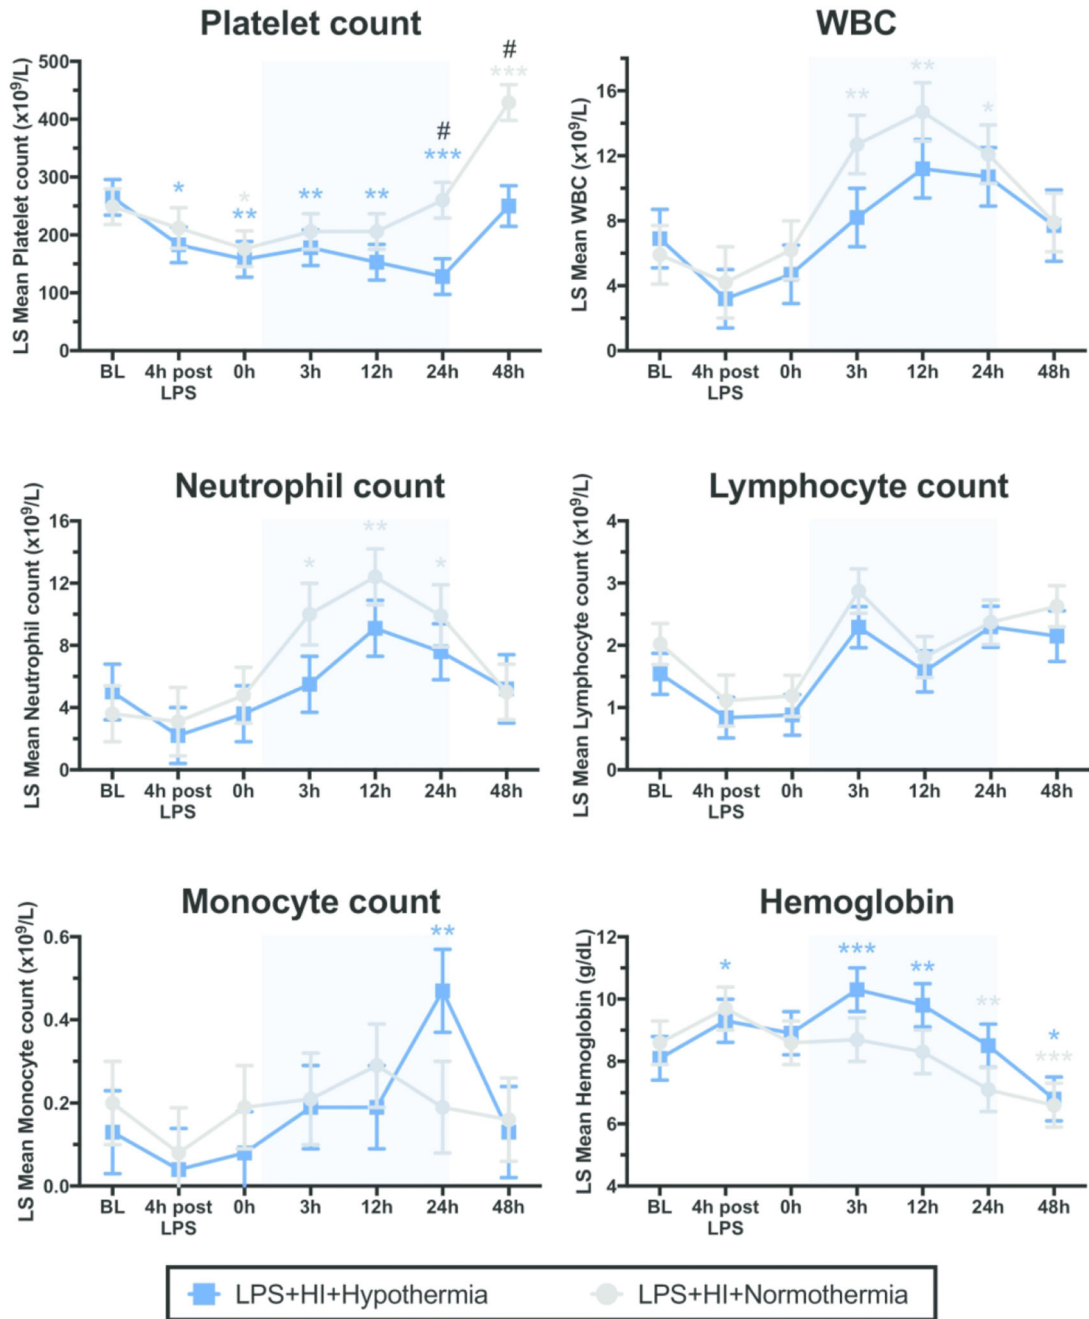 Platelet count
LS Mean Platelet count (x10⁹/L)
500
400
300
200
100
0
*
*
**
**
**
#
***
#
***
BL
4h post
LPS
0h
3h
12h
24h
48h
WBC
LS Mean WBC (x10⁹/L)
16
12
8
4
0
**
**
*
BL
4h post
LPS
0h
3h
12h
24h
48h
Neutrophil count
LS Mean Neutrophil count (x10⁹/L)
16
12
8
4
0
*
**
*
BL
4h post
LPS
0h
3h
12h
24h
48h
Lymphocyte count
LS Mean Lymphocyte count (x10⁹/L)
4
3
2
1
0
BL
4h post
LPS
0h
3h
12h
24h
48h
Monocyte count
LS Mean Monocyte count (x10⁹/L)
0.6
0.4
0.2
0.0
**
BL
4h post
LPS
0h
3h
12h
24h
48h
Hemoglobin
LS Mean Hemoglobin (g/dL)
12
10
8
6
4
*
***
**
**
*
***
BL
4h post
LPS
0h
3h
12h
24h
48h
LPS+HI+Hypothermia
LPS+HI+Normothermia